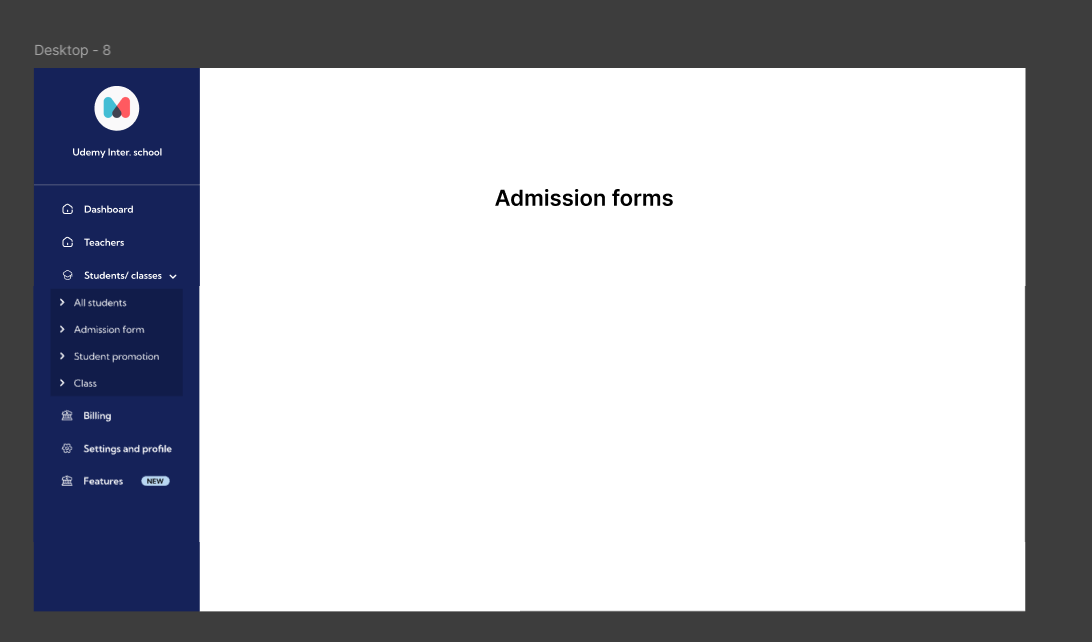 Desktop - 8
Udemy Inter. school
Dashboard
Teachers
Students/ classes
All students
Admission form
Student promotion
Class
Billing
Settings and profile
Features NEW
Admission forms